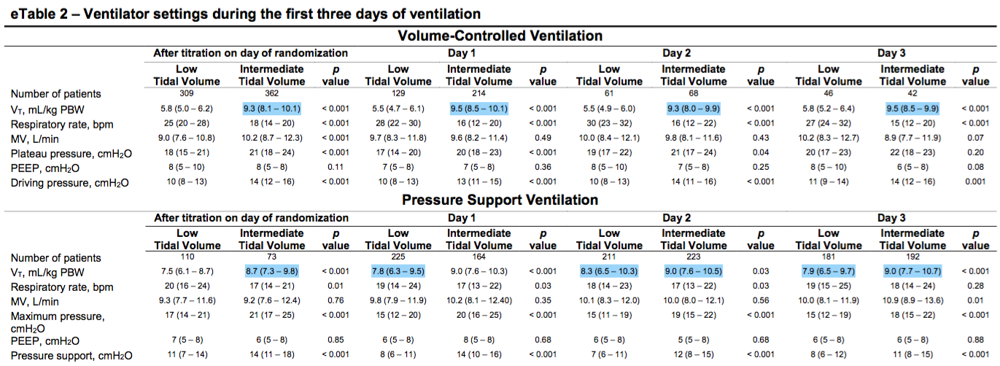 eTable 2 – Ventilator settings during the first three days of ventilation
Volume-Controlled Ventilation
After titration on day of randomization Day 1 Day 2 Day 3
Low Intermediate p Low Intermediate p Low Intermediate p Low Intermediate p
Tidal Volume Tidal Volume value Tidal Volume Tidal Volume value Tidal Volume Tidal Volume value Tidal Volume Tidal Volume value
Number of patients 309 362 129 214 61 68 46 42
VT, mL/kg PBW 5.8 (5.0 – 6.2) 9.3 (8.1 – 10.1) < 0.001 5.5 (4.7 – 6.1) 9.5 (8.5 – 10.1) < 0.001 5.5 (4.9 – 6.0) 9.3 (8.0 – 9.9) < 0.001 5.8 (5.2 – 6.4) 9.5 (8.5 – 9.9) < 0.001
Respiratory rate, bpm 25 (20 – 28) 18 (14 – 20) < 0.001 28 (22 – 30) 16 (12 – 20) < 0.001 30 (23 – 32) 16 (12 – 22) < 0.001 27 (24 – 32) 15 (12 – 20) < 0.001
MV, L/min 9.0 (7.6 – 10.8) 10.2 (8.7 – 12.3) < 0.001 9.7 (8.3 – 11.8) 9.6 (8.2 – 11.4) 0.49 10.0 (8.4 – 12.1) 9.8 (8.1 – 11.6) 0.43 10.2 (8.3 – 12.7) 8.9 (7.7 – 11.9) 0.07
Plateau pressure, cmH2O 18 (15 – 21) 21 (18 – 24) < 0.001 17 (14 – 20) 20 (18 – 23) < 0.001 19 (17 – 22) 21 (17 – 24) 0.04 20 (17 – 23) 22 (18 – 23) 0.20
PEEP, cmH2O 8 (5 – 10) 8 (5 – 8) 0.11 7 (5 – 8) 7 (5 – 8) 0.36 8 (5 – 10) 7 (5 – 8) 0.25 8 (5 – 10) 6 (5 – 8) 0.08
Driving pressure, cmH2O 10 (8 – 13) 14 (12 – 16) < 0.001 10 (8 – 13) 13 (11 – 15) < 0.001 10 (8 – 13) 14 (11 – 16) < 0.001 11 (9 – 14) 14 (12 – 16) 0.001
Pressure Support Ventilation
After titration on day of randomization Day 1 Day 2 Day 3
Low Intermediate p Low Intermediate p Low Intermediate p Low Intermediate p
Tidal Volume Tidal Volume value Tidal Volume Tidal Volume value Tidal Volume Tidal Volume value Tidal Volume Tidal Volume value
Number of patients 110 73 225 164 211 223 181 192
VT, mL/kg PBW 7.5 (6.1 – 8.7) 8.7 (7.3 – 9.8) < 0.001 7.8 (6.3 – 9.5) 9.0 (7.6 – 10.3) < 0.001 8.3 (6.5 – 10.3) 9.0 (7.6 – 10.5) 0.03 7.9 (6.5 – 9.7) 9.0 (7.7 – 10.7) < 0.001
Respiratory rate, bpm 20 (16 – 24) 17 (14 – 21) 0.01 19 (14 – 24) 17 (13 – 22) 0.03 18 (14 – 23) 17 (13 – 22) 0.03 19 (15 – 25) 18 (14 – 24) 0.28
MV, L/min 9.3 (7.7 – 11.6) 9.2 (7.6 – 12.4) 0.76 9.8 (7.9 – 11.9) 10.2 (8.1 – 12.40) 0.35 10.1 (8.3 – 12.0) 10.0 (8.0 – 12.1) 0.56 10.0 (8.1 – 11.9) 10.9 (8.9 – 13.6) 0.01
Maximum pressure, 17 (14 – 21) 21 (17 – 25) < 0.001 15 (12 – 20) 20 (16 – 25) < 0.001 15 (11 – 19) 19 (15 – 22) < 0.001 15 (12 – 19) 18 (15 – 22) < 0.001
cmH2O
PEEP, cmH2O 7 (5 – 8) 6 (5 – 8) 0.85 6 (5 – 8) 8 (5 – 8) 0.68 6 (5 – 8) 5 (5 – 8) 0.68 6 (5 – 8) 6 (5 – 8) 0.88
Pressure support, cmH2O 11 (7 – 14) 14 (11 – 18) < 0.001 8 (6 – 11) 14 (10 – 16) < 0.001 7 (6 – 11) 12 (8 – 15) < 0.001 8 (6 – 12) 11 (8 – 15) < 0.001